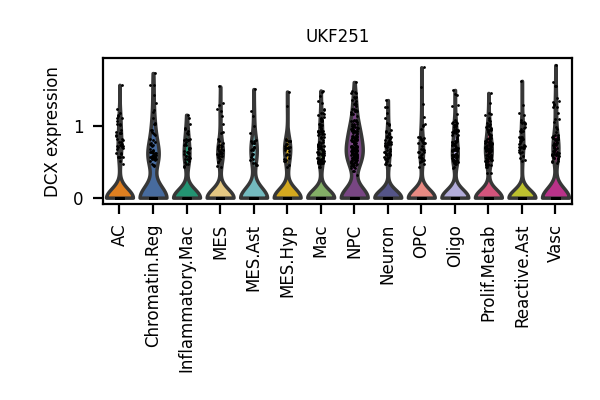 UKF251
DCX expression
1
0
AC
Chromatin.Reg
Inflammatory.Mac
MES
MES.Ast
MES.Hyp
Mac
NPC
Neuron
OPC
Oligo
Prolif.Metab
Reactive.Ast
Vasc